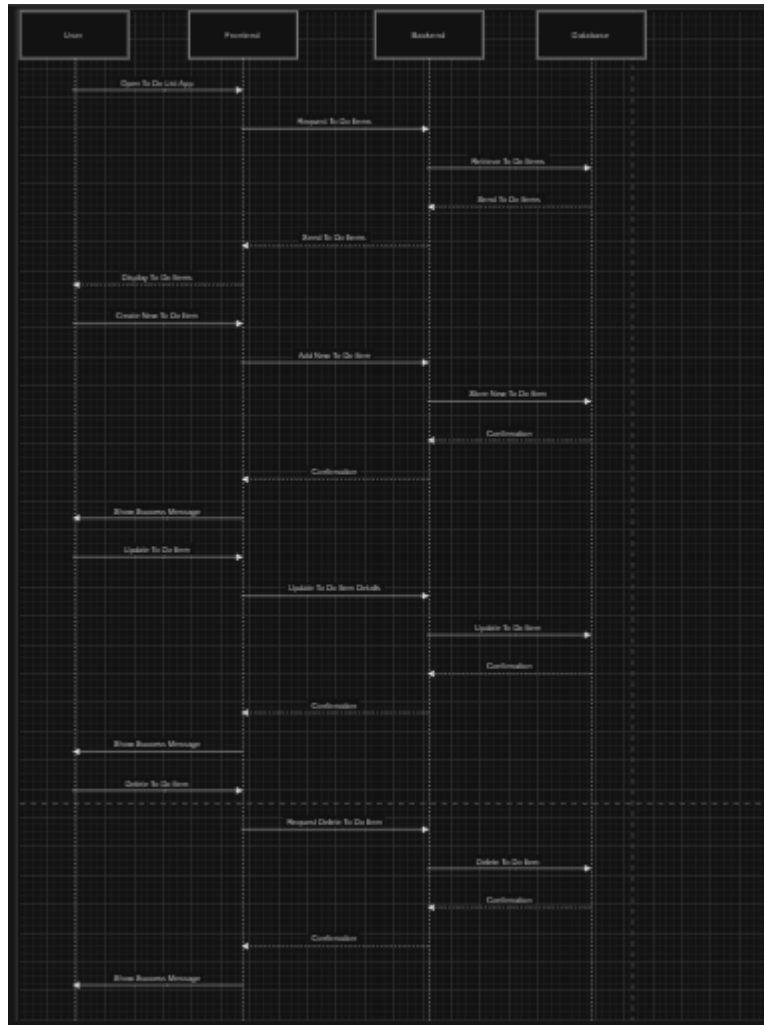 User
Frontend
Backend
Database
Open To Do List App
Request To Do Items
Retrieve To Do Items
Send To Do Items
Send To Do Items
Display To Do Items
Create New To Do Item
Add New To Do Item
Store New To Do Item
Confirmation
Confirmation
Show Success Message
Update To Do Item
Update To Do Item Details
Update To Do Item
Confirmation
Confirmation
Show Success Message
Delete To Do Item
Request Delete To Do Item
Delete To Do Item
Confirmation
Confirmation
Show Success Message